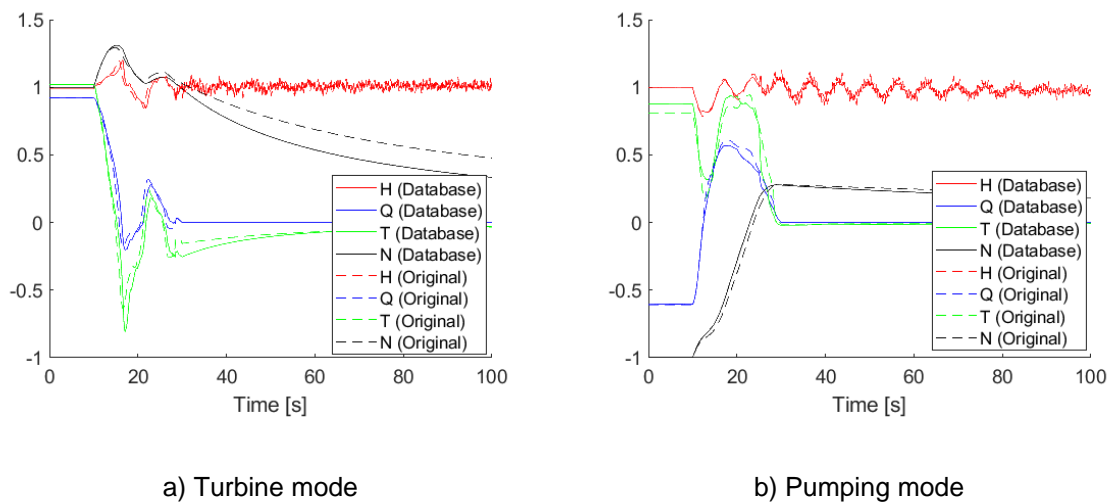 1.5
1
0.5
0
-0.5
-1
0
20
40
60
80
100
Time [s]
H (Database)
Q (Database)
T (Database)
N (Database)
H (Original)
Q (Original)
T (Original)
N (Original)
a) Turbine mode
1.5
1
0.5
0
-0.5
-1
0
20
40
60
80
100
Time [s]
H (Database)
Q (Database)
T (Database)
N (Database)
H (Original)
Q (Original)
T (Original)
N (Original)
b) Pumping mode